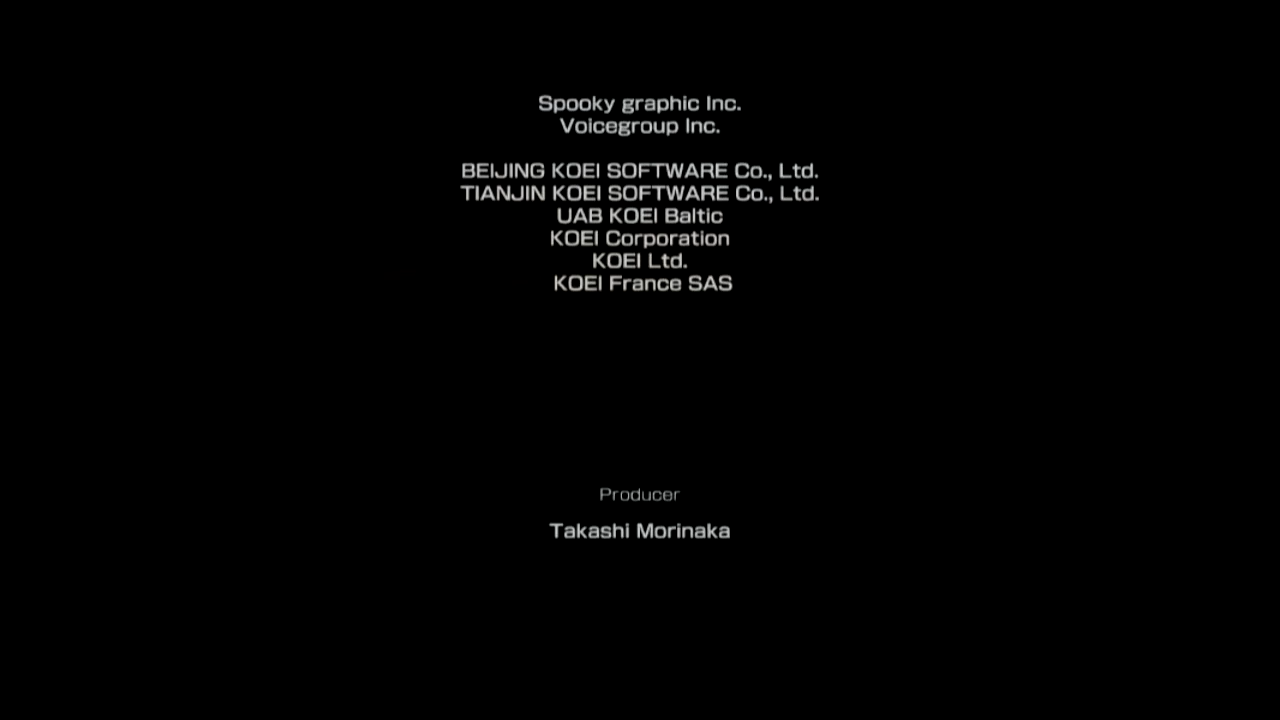 Spooky graphic Inc.
Voicegroup Inc.
BEIJING KOEI SOFTWARE Co., Ltd.
TIANJIN KOEI SOFTWARE Co., Ltd.
UAB KOEI Baltic
KOEI Corporation
KOEI Ltd.
KOEI France SAS
Producer
Takashi Morinaka